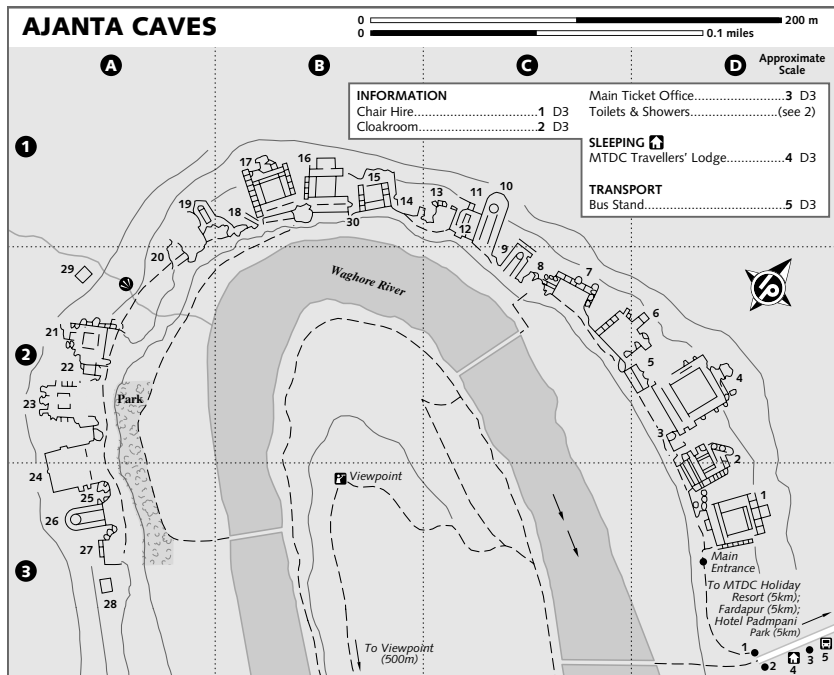 AJANTA CAVES
0 200 m
0 0.1 miles
A B C D
Approximate
Scale
INFORMATION
Chair Hire 1 D3
Cloakroom 2 D3
Main Ticket Office 3 D3
Toilets & Showers (see 2)
SLEEPING
MTDC Travellers' Lodge 4 D3
TRANSPORT
Bus Stand 5 D3
1
17
16
15
14
13
11
10
12
19
18
30
20
9
8
7
29
Waghore River
6
21
2
5
22
4
23
Park
3
2
24
Viewpoint
25
1
26
27
Main
Entrance
3
28
To MTDC Holiday
Resort (5km);
Fardapur (5km);
Hotel Padmpani
Park (5km)
To Viewpoint
(500m)
1
2
4
3
5